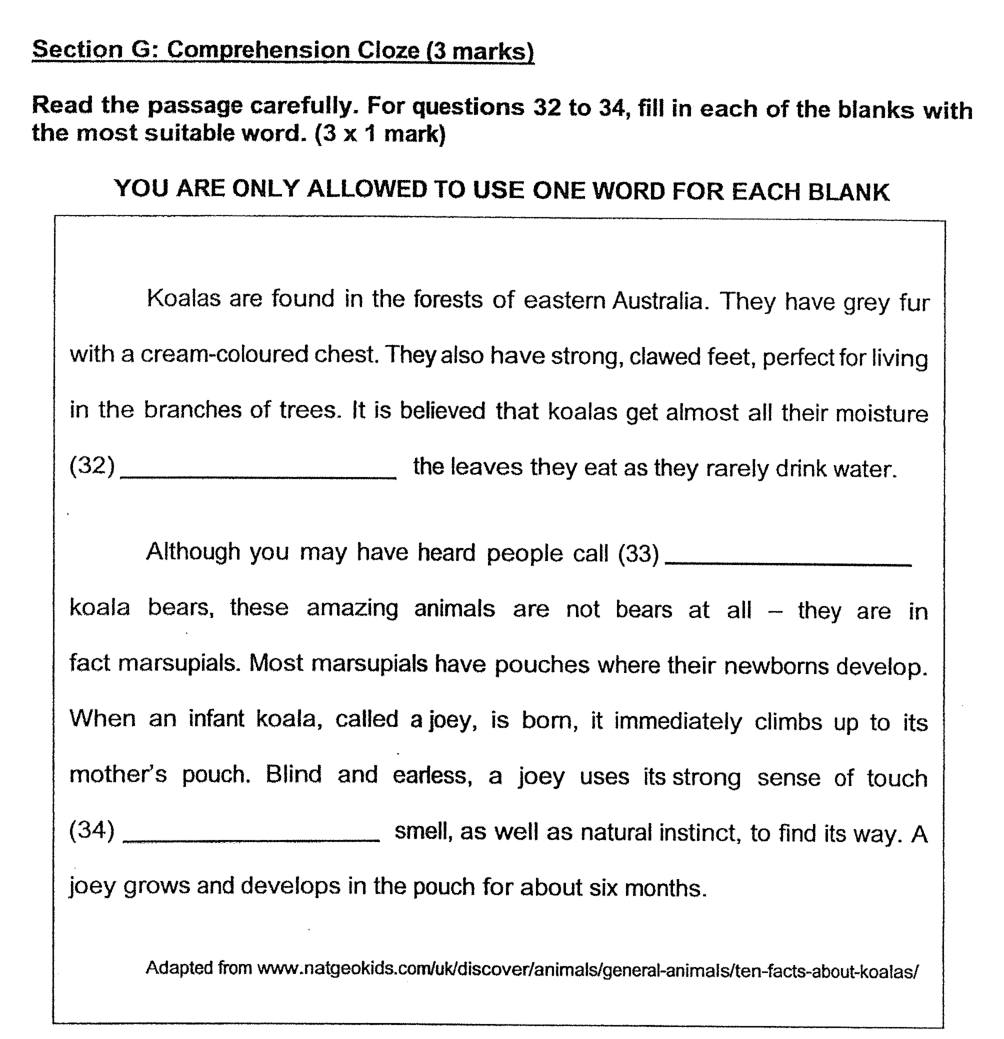 Section G: Comprehension Cloze (3 marks)
Read the passage carefully. For questions 32 to 34, fill in each of the blanks with
the most suitable word. (3 x 1 mark)
YOU ARE ONLY ALLOWED TO USE ONE WORD FOR EACH BLANK
Koalas are found in the forests of eastern Australia. They have grey fur
with a cream-coloured chest. They also have strong, clawed feet, perfect for living
in the branches of trees. It is believed that koalas get almost all their moisture
(32) ____________________ the leaves they eat as they rarely drink water.
Although you may have heard people call (33) ____________________
koala bears, these amazing animals are not bears at all – they are in
fact marsupials. Most marsupials have pouches where their newborns develop.
When an infant koala, called a joey, is born, it immediately climbs up to its
mother's pouch. Blind and earless, a joey uses its strong sense of touch
(34) ____________________ smell, as well as natural instinct, to find its way. A
joey grows and develops in the pouch for about six months.
Adapted from www.natgeokids.com/uk/discover/animals/general-animals/ten-facts-about-koalas/